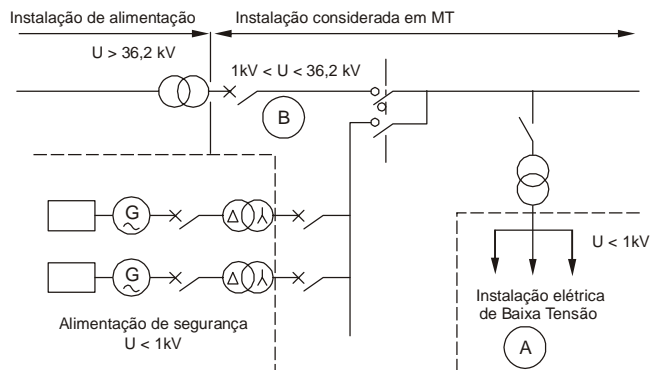 Instalação de alimentação
Instalação considerada em MT
U > 36,2 kV
1kV < U < 36,2 kV
B
G
Δ
G
Δ
U < 1kV
Alimentação de segurança
U < 1kV
Instalação elétrica
de Baixa Tensão
A